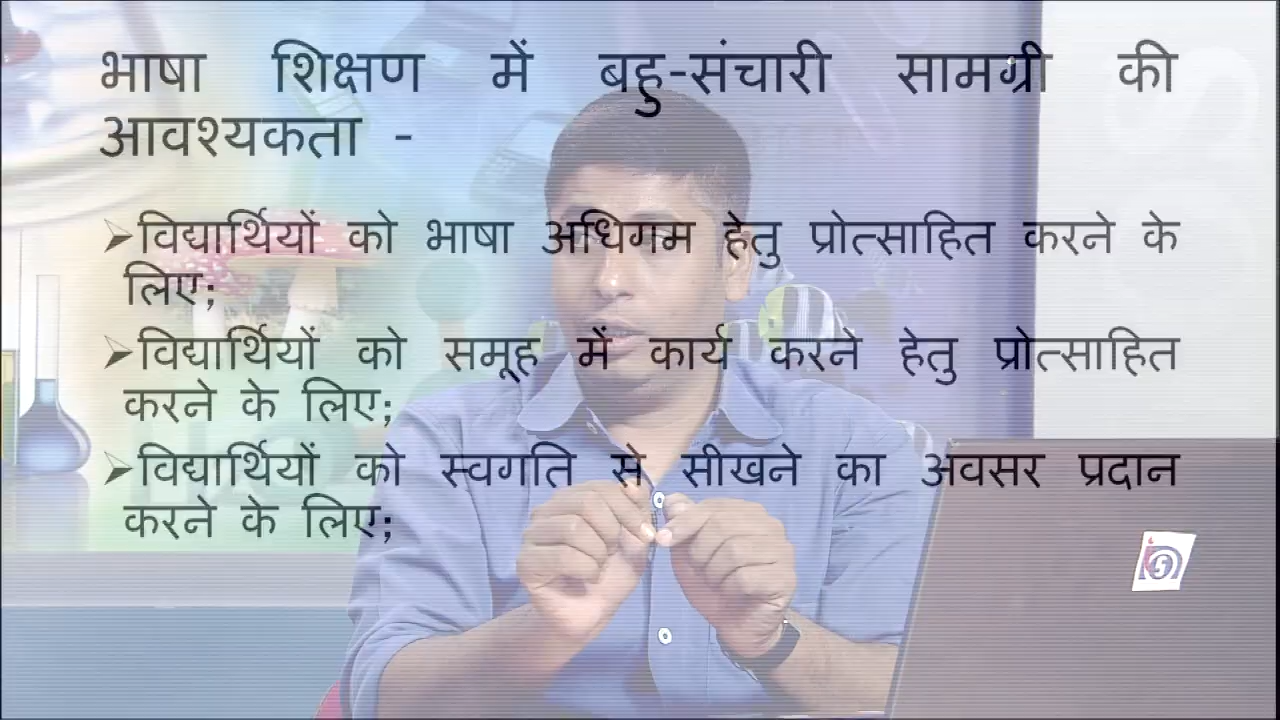 भाषा शिक्षण में बहु-संचारी सामग्री की
आवश्यकता -
➢विद्यार्थियों को भाषा अधिगम हेतु प्रोत्साहित करने के
लिए;
➢विद्यार्थियों को समूह में कार्य करने हेतु प्रोत्साहित
करने के लिए;
➢विद्यार्थियों को स्वगति से सीखने का अवसर प्रदान
करने के लिए;